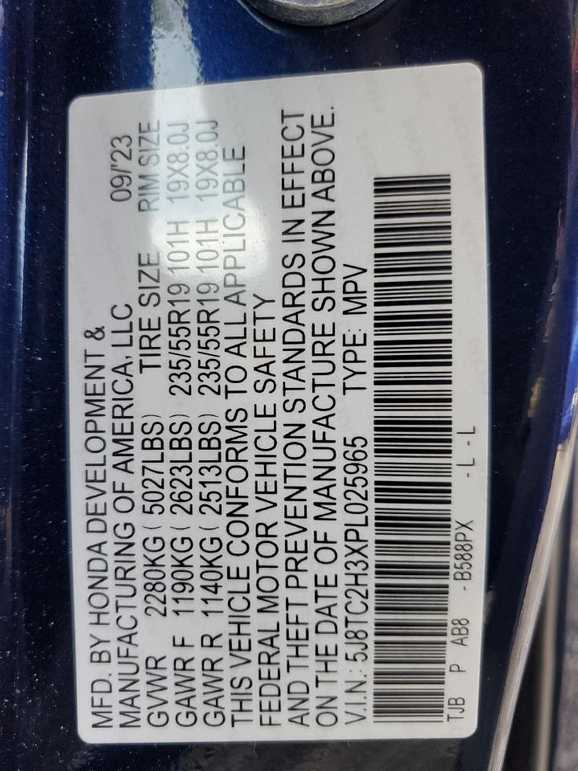 MFD. BY HONDA DEVELOPMENT &
MANUFACTURING OF AMERICA, LLC 09/'23
GVWR 2280KG ( 5027LBS) TIRE SIZE RIM SIZE
GAWR F 1190KG ( 2623LBS) 235/55R19 101H 19X8.0J
GAWR R 1140KG ( 2513LBS) 235/55R19 101H 19X8.0J
THIS VEHICLE CONFORMS TO ALL APPLICABLE
FEDERAL MOTOR VEHICLE SAFETY
AND THEFT PREVENTION STANDARDS IN EFFECT
ON THE DATE OF MANUFACTURE SHOWN ABOVE.
V.I.N.: 5J8TC2H3XPL025965 TYPE: MPV
TJB P AB8 - B588PX - L - L